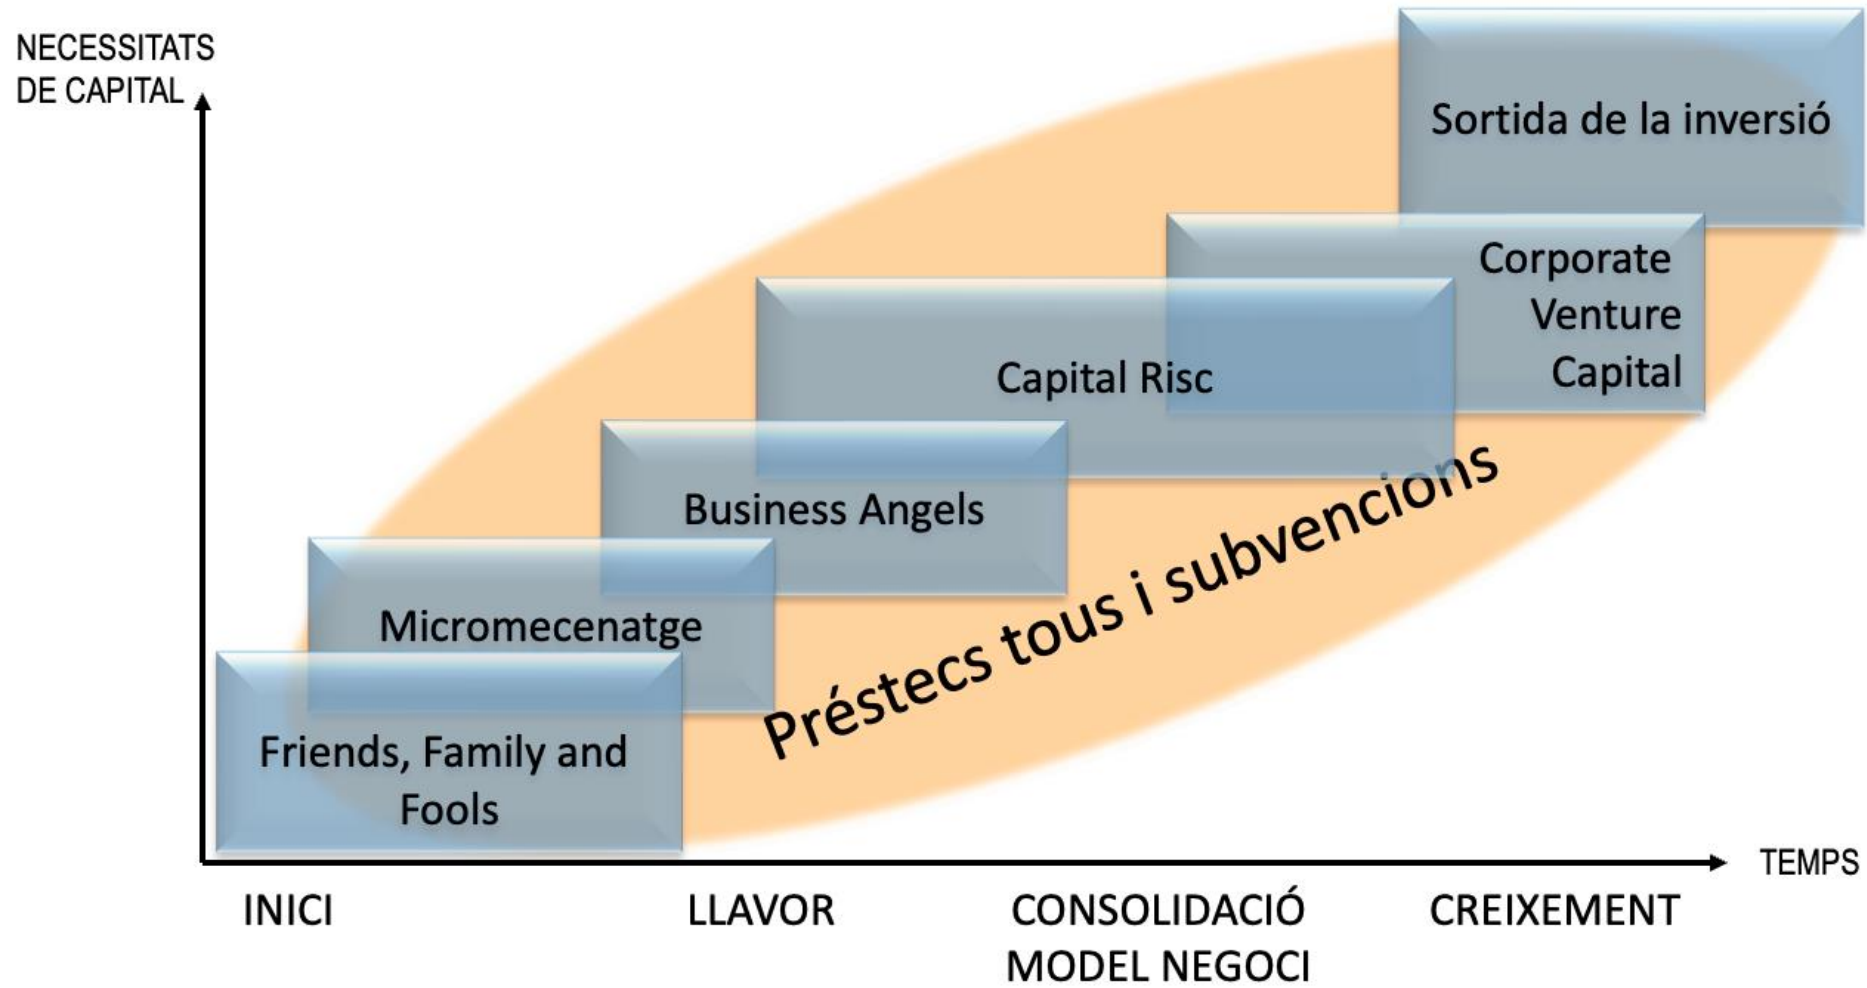 NECESSITATS
DE CAPITAL
Sortida de la inversió
Corporate
Venture
Capital
Capital Risc
Business Angels
Préstecs tous i subvencions
Micromecenatge
Friends, Family and
Fools
TEMPS
INICI
LLAVOR
CONSOLIDACIÓ
MODEL NEGOCI
CREIXEMENT